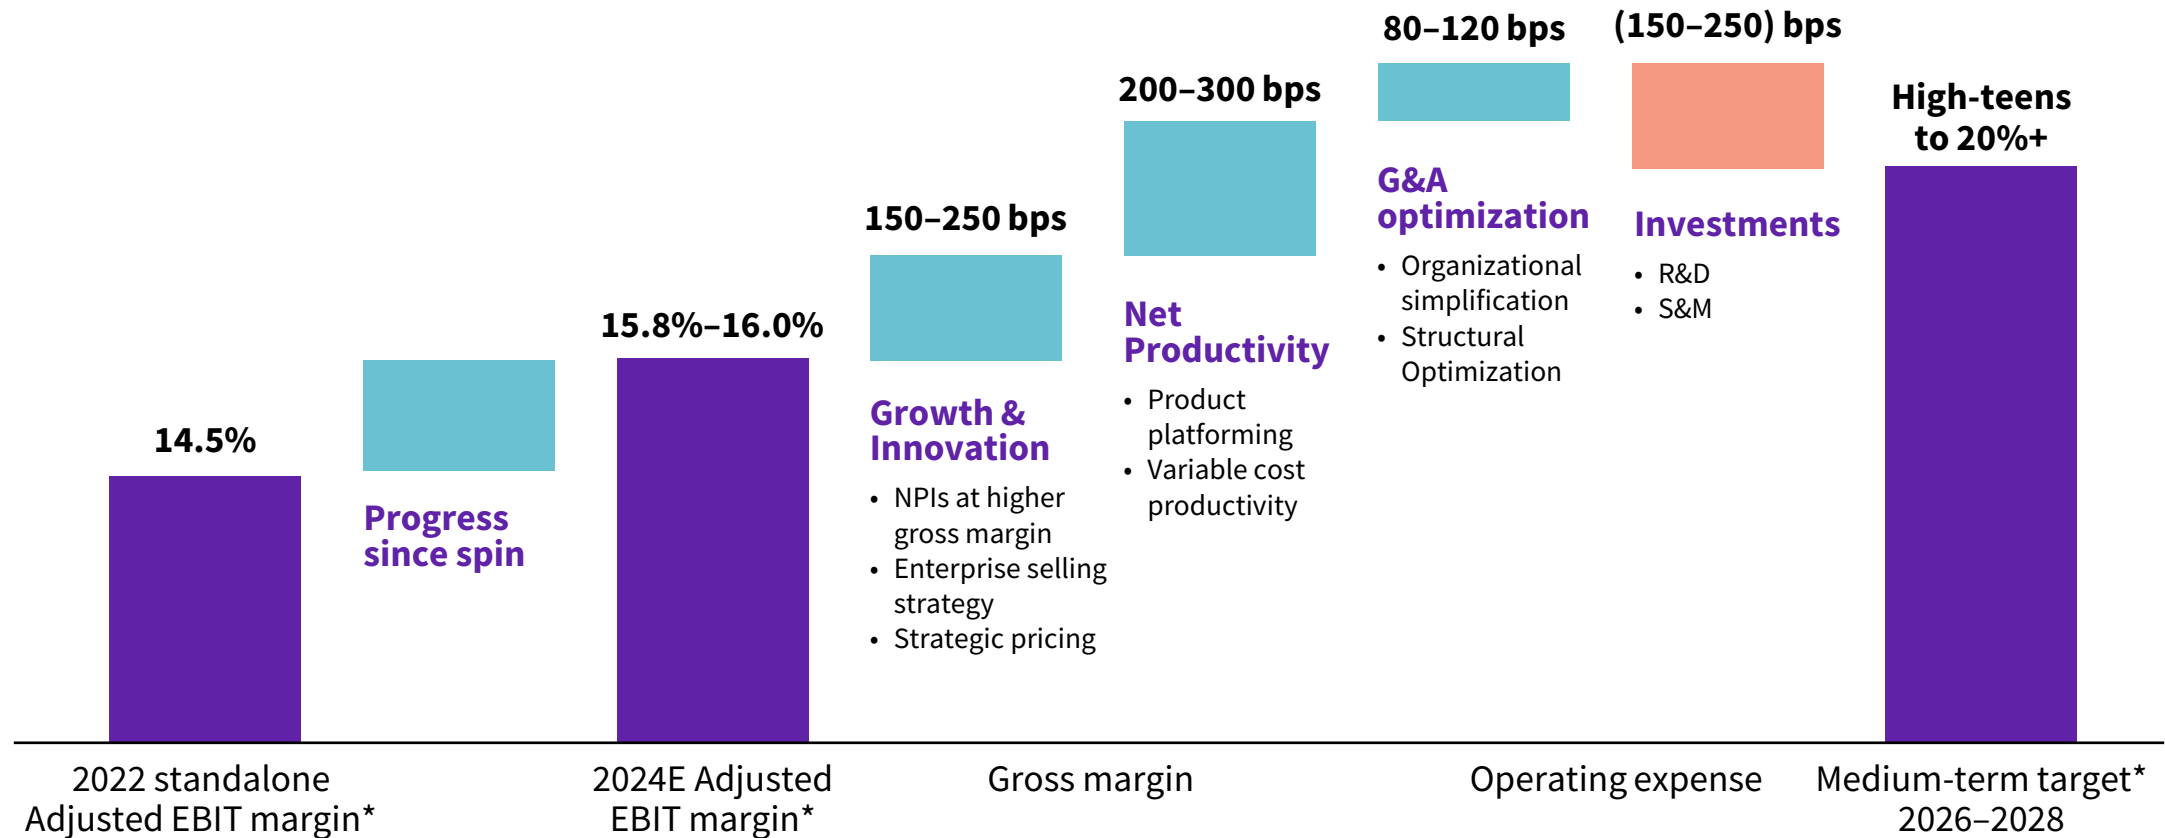 14.5%
Progress
since spin
15.8%–16.0%
150–250 bps
Growth &
Innovation
• NPIs at higher
gross margin
• Enterprise selling
strategy
• Strategic pricing
200–300 bps
Net
Productivity
• Product
platforming
• Variable cost
productivity
80–120 bps
G&A
optimization
• Organizational
simplification
• Structural
Optimization
(150–250) bps
Investments
• R&D
• S&M
High-teens
to 20%+
2022 standalone
Adjusted EBIT margin*
2024E Adjusted
EBIT margin*
Gross margin
Operating expense
Medium-term target*
2026–2028